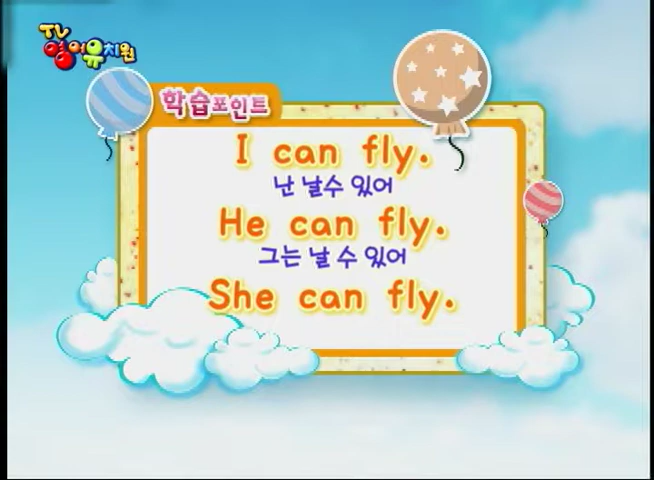 TV
영어유치원
학습포인트
I can fly.
난 날수 있어
He can fly.
그는 날 수 있어
She can fly.